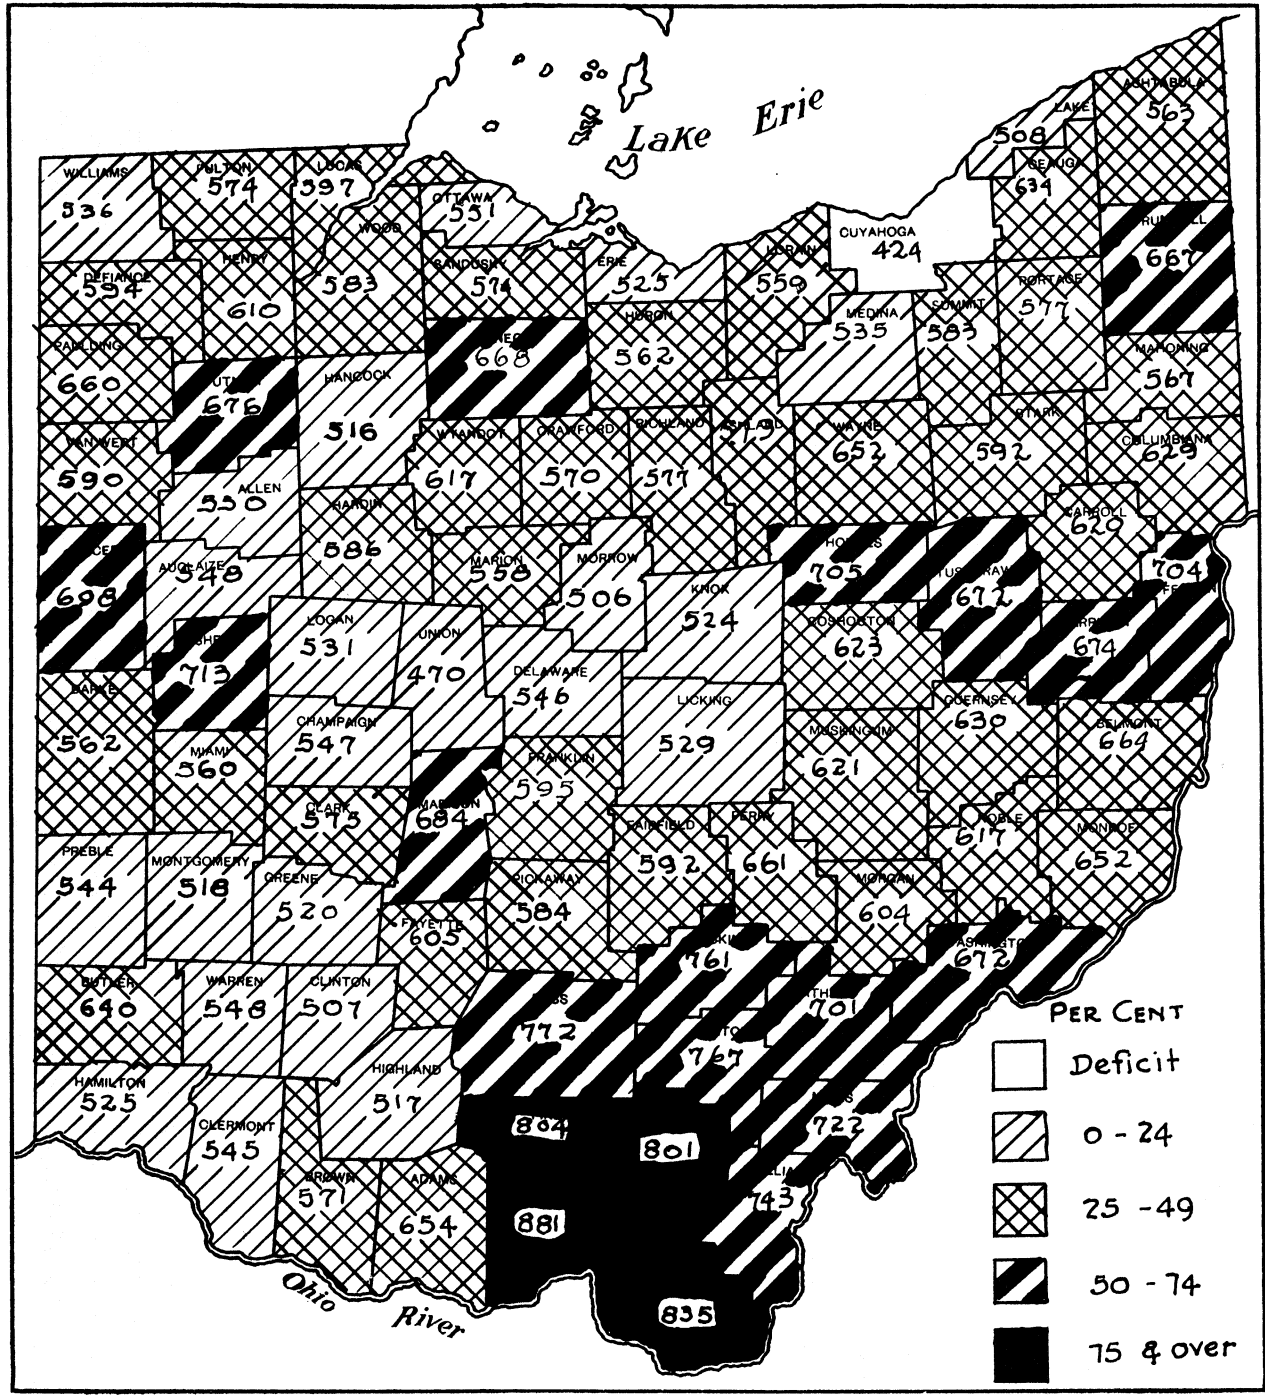 Lake Erie
ASHTABULA
563
LAKE
508
GEAUGA
634
CUYAHOGA
424
WILLIAMS
536
FULTON
574
LUCAS
597
OTTAWA
551
WOOD
583
SANDUSKY
574
ERIE
525
LORAIN
559
667
DEFIANCE
594
HENRY
610
HURON
562
MEDINA
535
SUMMIT
583
PORTAGE
577
MAHONING
567
PAULDING
660
676
HANCOCK
516
668
WYANDOT
617
CRAWFORD
570
RICHLAND
577
ASHLAND
WAYNE
652
STARK
592
COLUMBIANA
629
VAN WERT
590
ALLEN
530
HARDIN
586
MARION
558
MORROW
506
705
672
CARROLL
620
704
698
AUGLAIZE
548
LOGAN
531
UNION
470
KNOX
524
COSHOCTON
623
674
713
DELAWARE
546
LICKING
529
GUERNSEY
630
BELMONT
664
DARKE
562
MIAMI
560
CHAMPAIGN
547
FRANKLIN
595
MUSKINGUM
621
CLARK
575
MADISON
684
NOBLE
617
MONROE
652
PREBLE
544
MONTGOMERY
518
GREENE
520
FAIRFIELD
592
PERRY
661
MORGAN
604
FAYETTE
605
PICKAWAY
584
761
672
BUTLER
640
WARREN
548
CLINTON
507
772
701
767
HAMILTON
525
CLERMONT
545
HIGHLAND
517
804
801
722
BROWN
571
ADAMS
654
881
743
835
Ohio River
PER CENT
Deficit
0 - 24
25 - 49
50 - 74
75 & over